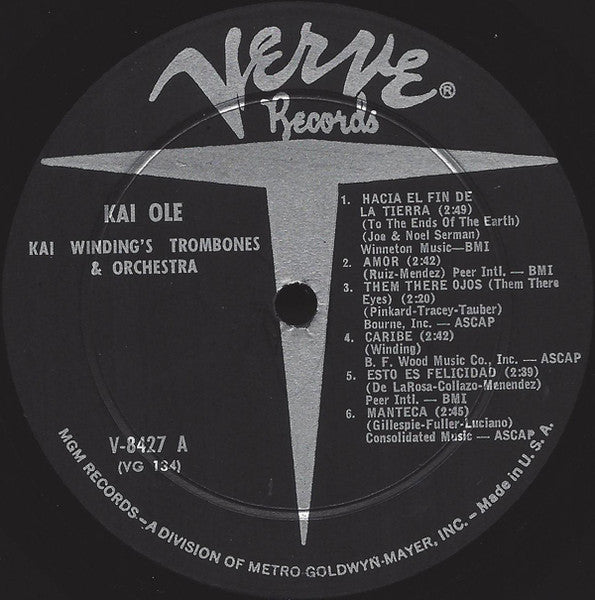 Verve®
Records
KAI OLE
KAI WINDING'S TROMBONES
& ORCHESTRA
1. HACIA EL FIN DE
LA TIERRA (2:49)
(To The Ends Of The Earth)
(Joe & Noel Serman)
Winneton Music—BMI
2. AMOR (2:42)
(Ruiz-Mendez) Peer Intl. — BMI
3. THEM THERE OJOS (Them There
Eyes) (2:20)
(Pinkard-Tracey-Tauber)
Bourne, Inc. — ASCAP
4. CARIBE (2:42)
(Winding)
B. F. Wood Music Co., Inc. — ASCAP
5. ESTO ES FELICIDAD (2:39)
(De LaRosa-Collazo-Menendez)
Peer Intl. — BMI
6. MANTECA (2:45)
(Gillespie-Fuller-Luciano)
Consolidated Music — ASCAP
V-8427 A
(VG 134)
MGM RECORDS—A DIVISION OF METRO-GOLDWYN-MAYER, INC. – Made in U. S. A.